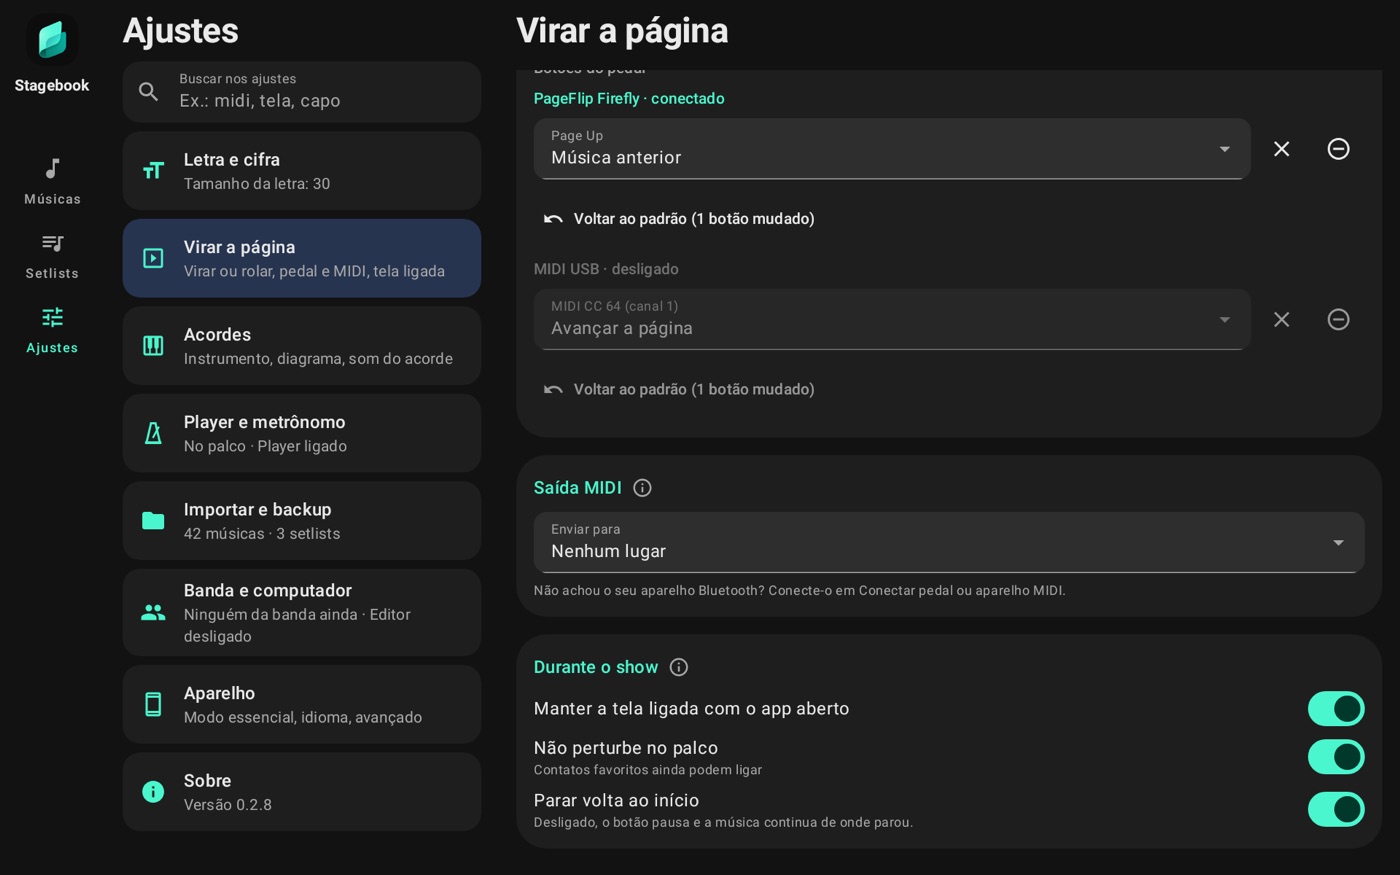 Stagebook
Músicas
Setlists
Ajustes
Ajustes
Buscar nos ajustes
Ex.: midi, tela, capo
Letra e cifra
Tamanho da letra: 30
Virar a página
Virar ou rolar, pedal e MIDI, tela ligada
Acordes
Instrumento, diagrama, som do acorde
Player e metrônomo
No palco · Player ligado
Importar e backup
42 músicas · 3 setlists
Banda e computador
Ninguém da banda ainda · Editor
desligado
Aparelho
Modo essencial, idioma, avançado
Sobre
Versão 0.2.8
Virar a página
Botões do pedal
PageFlip Firefly · conectado
Page Up
Música anterior
Voltar ao padrão (1 botão mudado)
MIDI USB · desligado
MIDI CC 64 (canal 1)
Avançar a página
Voltar ao padrão (1 botão mudado)
Saída MIDI
Enviar para
Nenhum lugar
Não achou o seu aparelho Bluetooth? Conecte-o em Conectar pedal ou aparelho MIDI.
Durante o show
Manter a tela ligada com o app aberto
Não perturbe no palco
Contatos favoritos ainda podem ligar
Parar volta ao início
Desligado, o botão pausa e a música continua de onde parou.